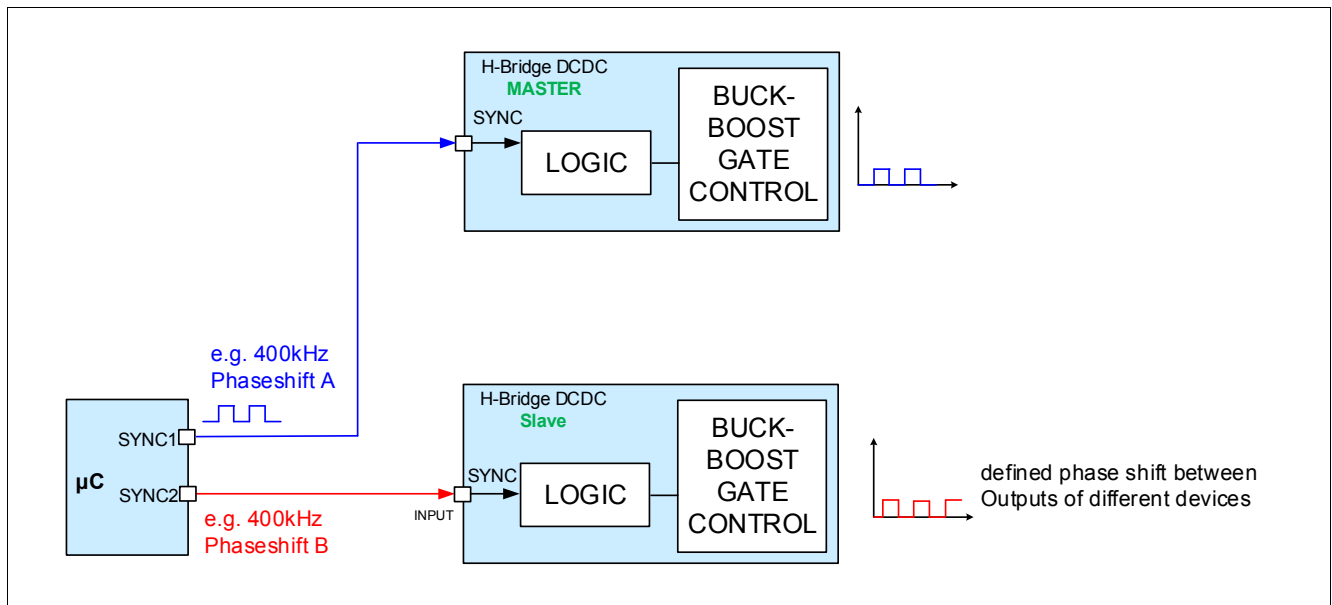 H-Bridge DCDC
MASTER
SYNC
LOGIC
BUCK-
BOOST
GATE
CONTROL
e.g. 400kHz
Phaseshift A
µC
SYNC1
SYNC2
e.g. 400kHz
Phaseshift B
H-Bridge DCDC
Slave
SYNC
INPUT
LOGIC
BUCK-
BOOST
GATE
CONTROL
defined phase shift between
Outputs of different devices